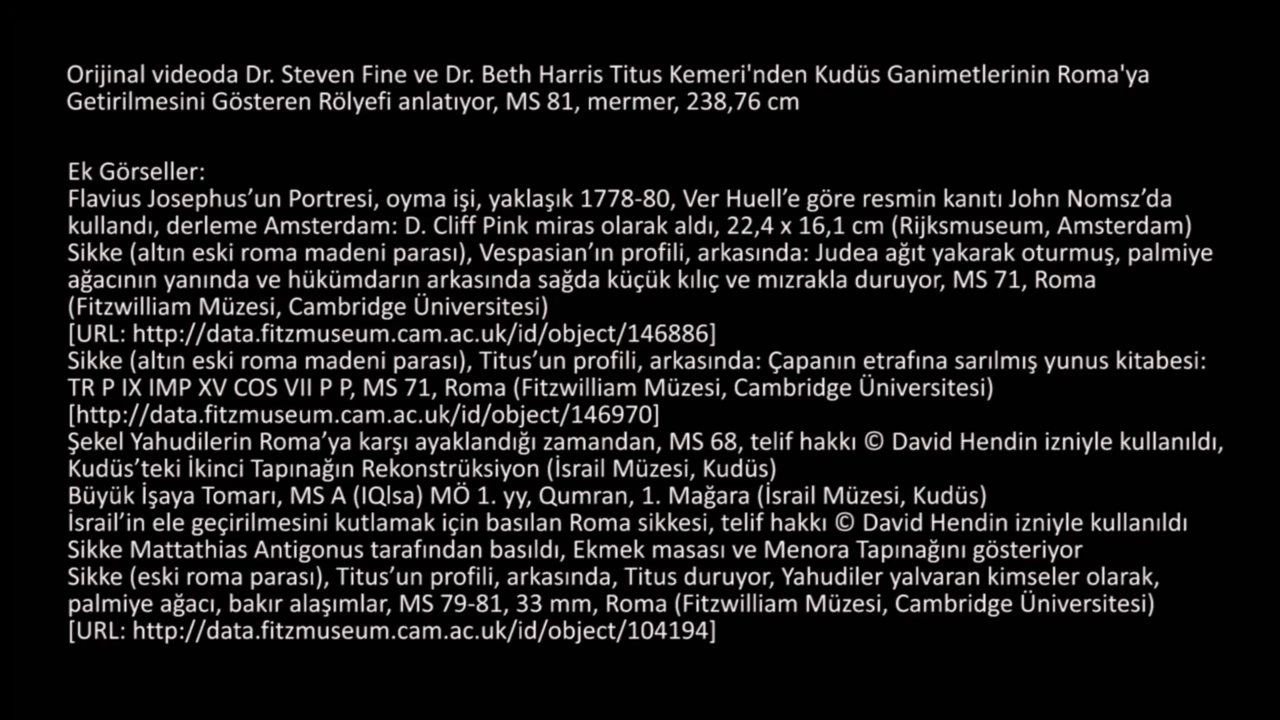 Orijinal videoda Dr. Steven Fine ve Dr. Beth Harris Titus Kemeri'nden Kudüs Ganimetlerinin Roma'ya
Getirilmesini Gösteren Rölyefi anlatıyor, MS 81, mermer, 238,76 cm
Ek Görseller:
Flavius Josephus’un Portresi, oyma işi, yaklaşık 1778-80, Ver Huell’e göre resmin kanıtı John Nomsz’da
kullandı, derleme Amsterdam: D. Cliff Pink miras olarak aldı, 22,4 x 16,1 cm (Rijksmuseum, Amsterdam)
Sikke (altın eski roma madeni parası), Vespasian’ın profili, arkasında: Judea ağıt yakarak oturmuş, palmiye
ağacının yanında ve hükümdarın arkasında sağda küçük kılıç ve mızrakla duruyor, MS 71, Roma
(Fitzwilliam Müzesi, Cambridge Üniversitesi)
[URL: http://data.fitzmuseum.cam.ac.uk/id/object/146886]
Sikke (altın eski roma madeni parası), Titus’un profili, arkasında: Çapanın etrafına sarılmış yunus kitabesi:
TR P IX IMP XV COS VII P P, MS 71, Roma (Fitzwilliam Müzesi, Cambridge Üniversitesi)
[http://data.fitzmuseum.cam.ac.uk/id/object/146970]
Şekel Yahudilerin Roma’ya karşı ayaklandığı zamandan, MS 68, telif hakkı © David Hendin izniyle kullanıldı,
Kudüs’teki İkinci Tapınağın Rekonstrüksiyon (İsrail Müzesi, Kudüs)
Büyük İşaya Tomarı, MS A (IQlsa) MÖ 1. yy, Qumran, 1. Mağara (İsrail Müzesi, Kudüs)
İsrail’in ele geçirilmesini kutlamak için basılan Roma sikkesi, telif hakkı © David Hendin izniyle kullanıldı
Sikke Mattathias Antigonus tarafından basıldı, Ekmek masası ve Menora Tapınağını gösteriyor
Sikke (eski roma parası), Titus’un profili, arkasında, Titus duruyor, Yahudiler yalvaran kimseler olarak,
palmiye ağacı, bakır alaşımlar, MS 79-81, 33 mm, Roma (Fitzwilliam Müzesi, Cambridge Üniversitesi)
[URL: http://data.fitzmuseum.cam.ac.uk/id/object/104194]